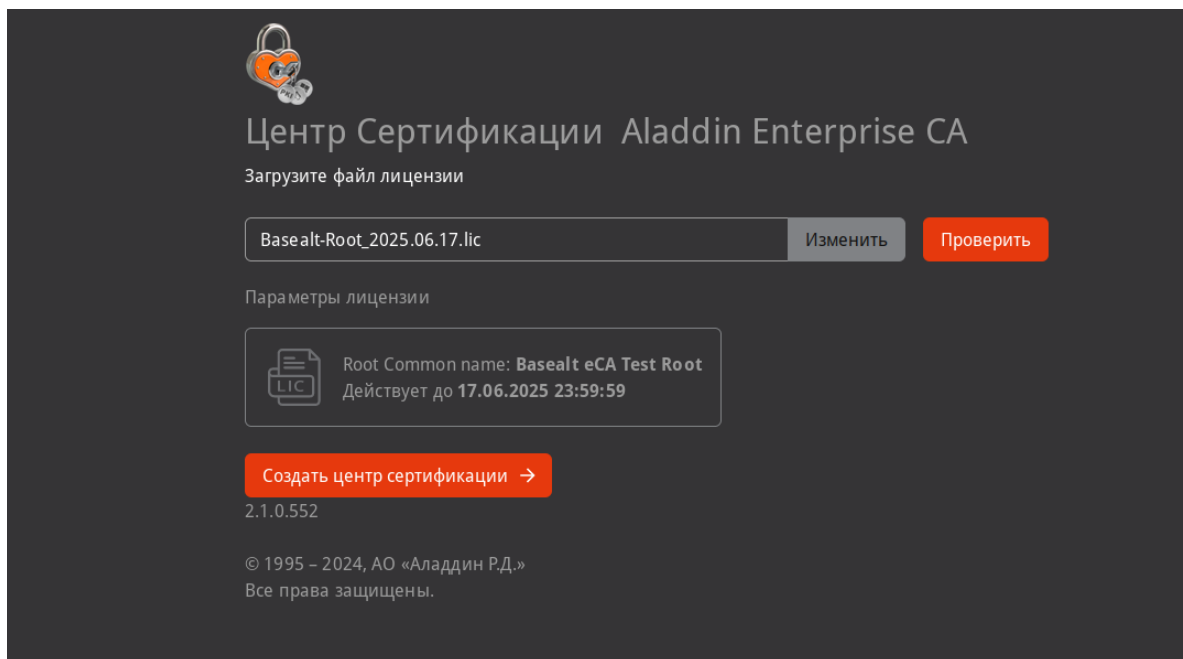 PKI
Центр Сертификации Aladdin Enterprise CA
Загрузите файл лицензии
Basealt-Root_2025.06.17.lic Изменить Проверить
Параметры лицензии
LIC
Root Common name: Basealt eCA Test Root
Действует до 17.06.2025 23:59:59
Создать центр сертификации →
2.1.0.552
© 1995 – 2024, АО «Аладдин Р.Д.»
Все права защищены.